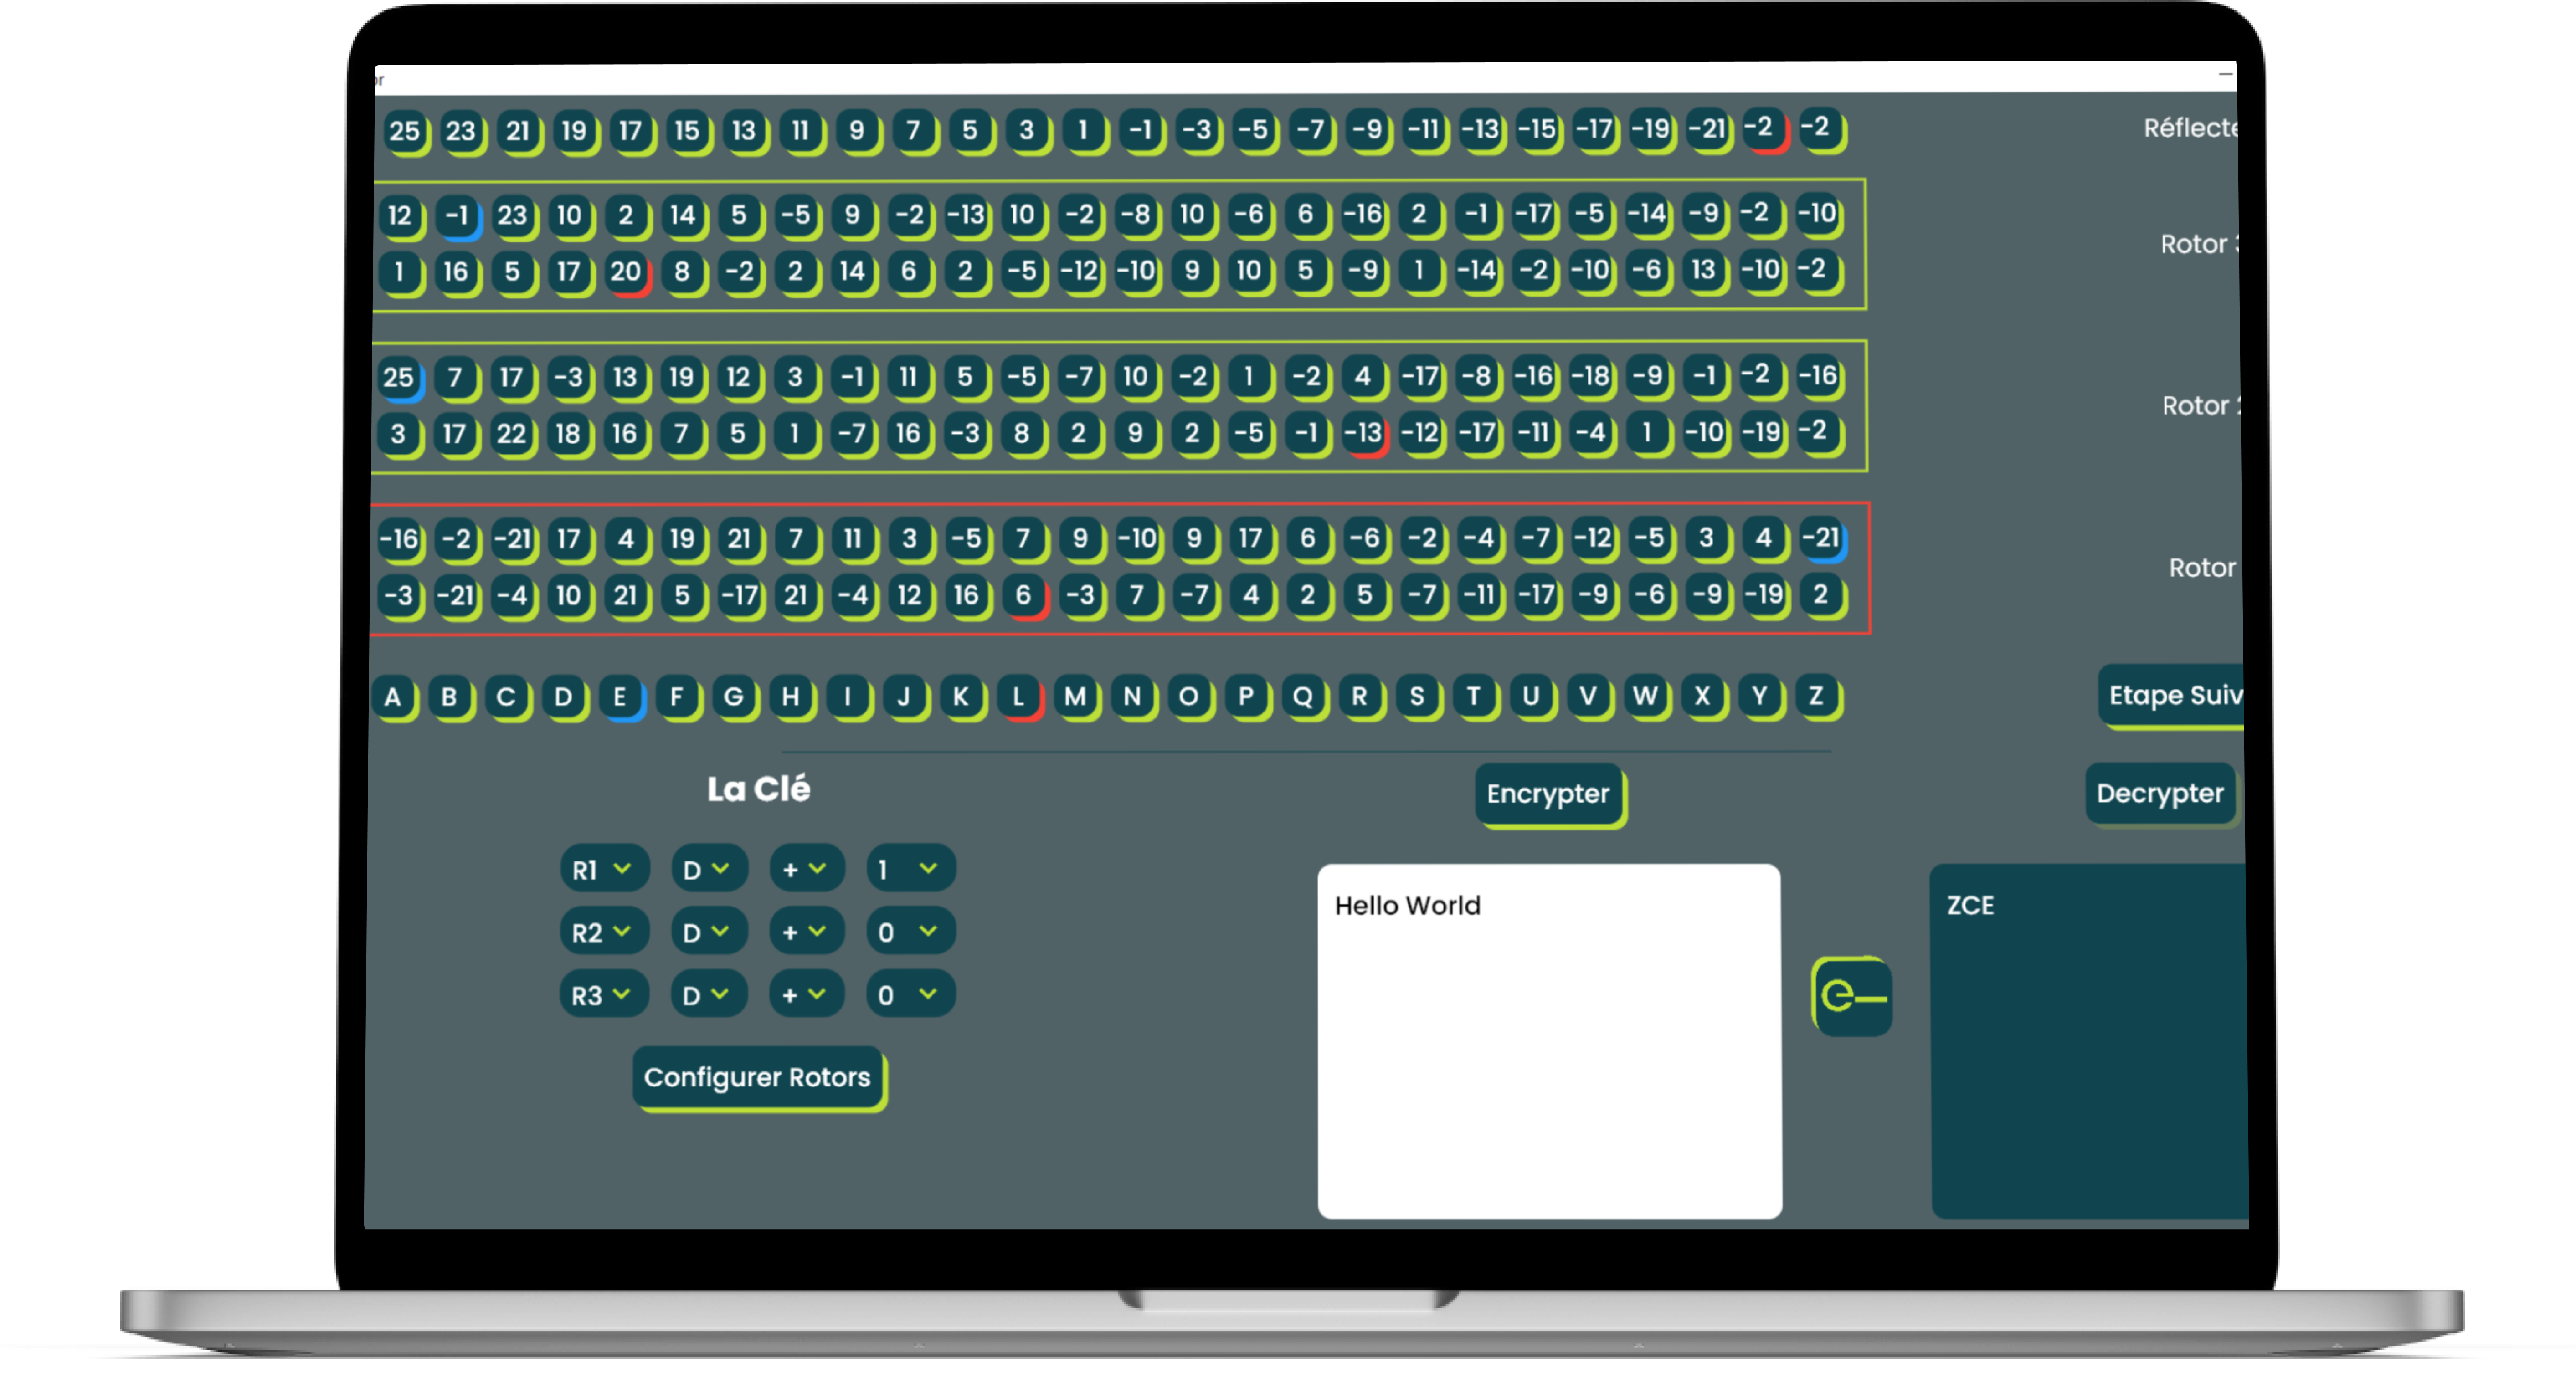 or
25 23 21 19 17 15 13 11 9 7 5 3 1 -1 -3 -5 -7 -9 -11 -13 -15 -17 -19 -21 -2 -2
Réflecte
12 -1 23 10 2 14 5 -5 9 -2 -13 10 -2 -8 10 -6 6 -16 2 -1 -17 -5 -14 -9 -2 -10
Rotor
1 16 5 17 20 8 -2 2 14 6 2 -5 -12 -10 9 10 5 -9 1 -14 -2 -10 -6 13 -10 -2
25 7 17 -3 13 19 12 3 -1 11 5 -5 -7 10 -2 1 -2 4 -17 -8 -16 -18 -9 -1 -2 -16
Rotor
3 17 22 18 16 7 5 1 -7 16 -3 8 2 9 2 -5 -1 -13 -12 -17 -11 -4 1 -10 -19 -2
-16 -2 -21 17 4 19 21 7 11 3 -5 7 9 -10 9 17 6 -6 -2 -4 -7 -12 -5 3 4 -21
Rotor
-3 -21 -4 10 21 5 -17 21 -4 12 16 6 -3 7 -7 4 2 5 -7 -11 -17 -9 -6 -9 -19 2
A B C D E F G H I J K L M N O P Q R S T U V W X Y Z
Etape Suiv
La Clé
Encrypter
Decrypter
R1 D + 1
R2 D + 0
R3 D + 0
Configurer Rotors
Hello World
ZCE